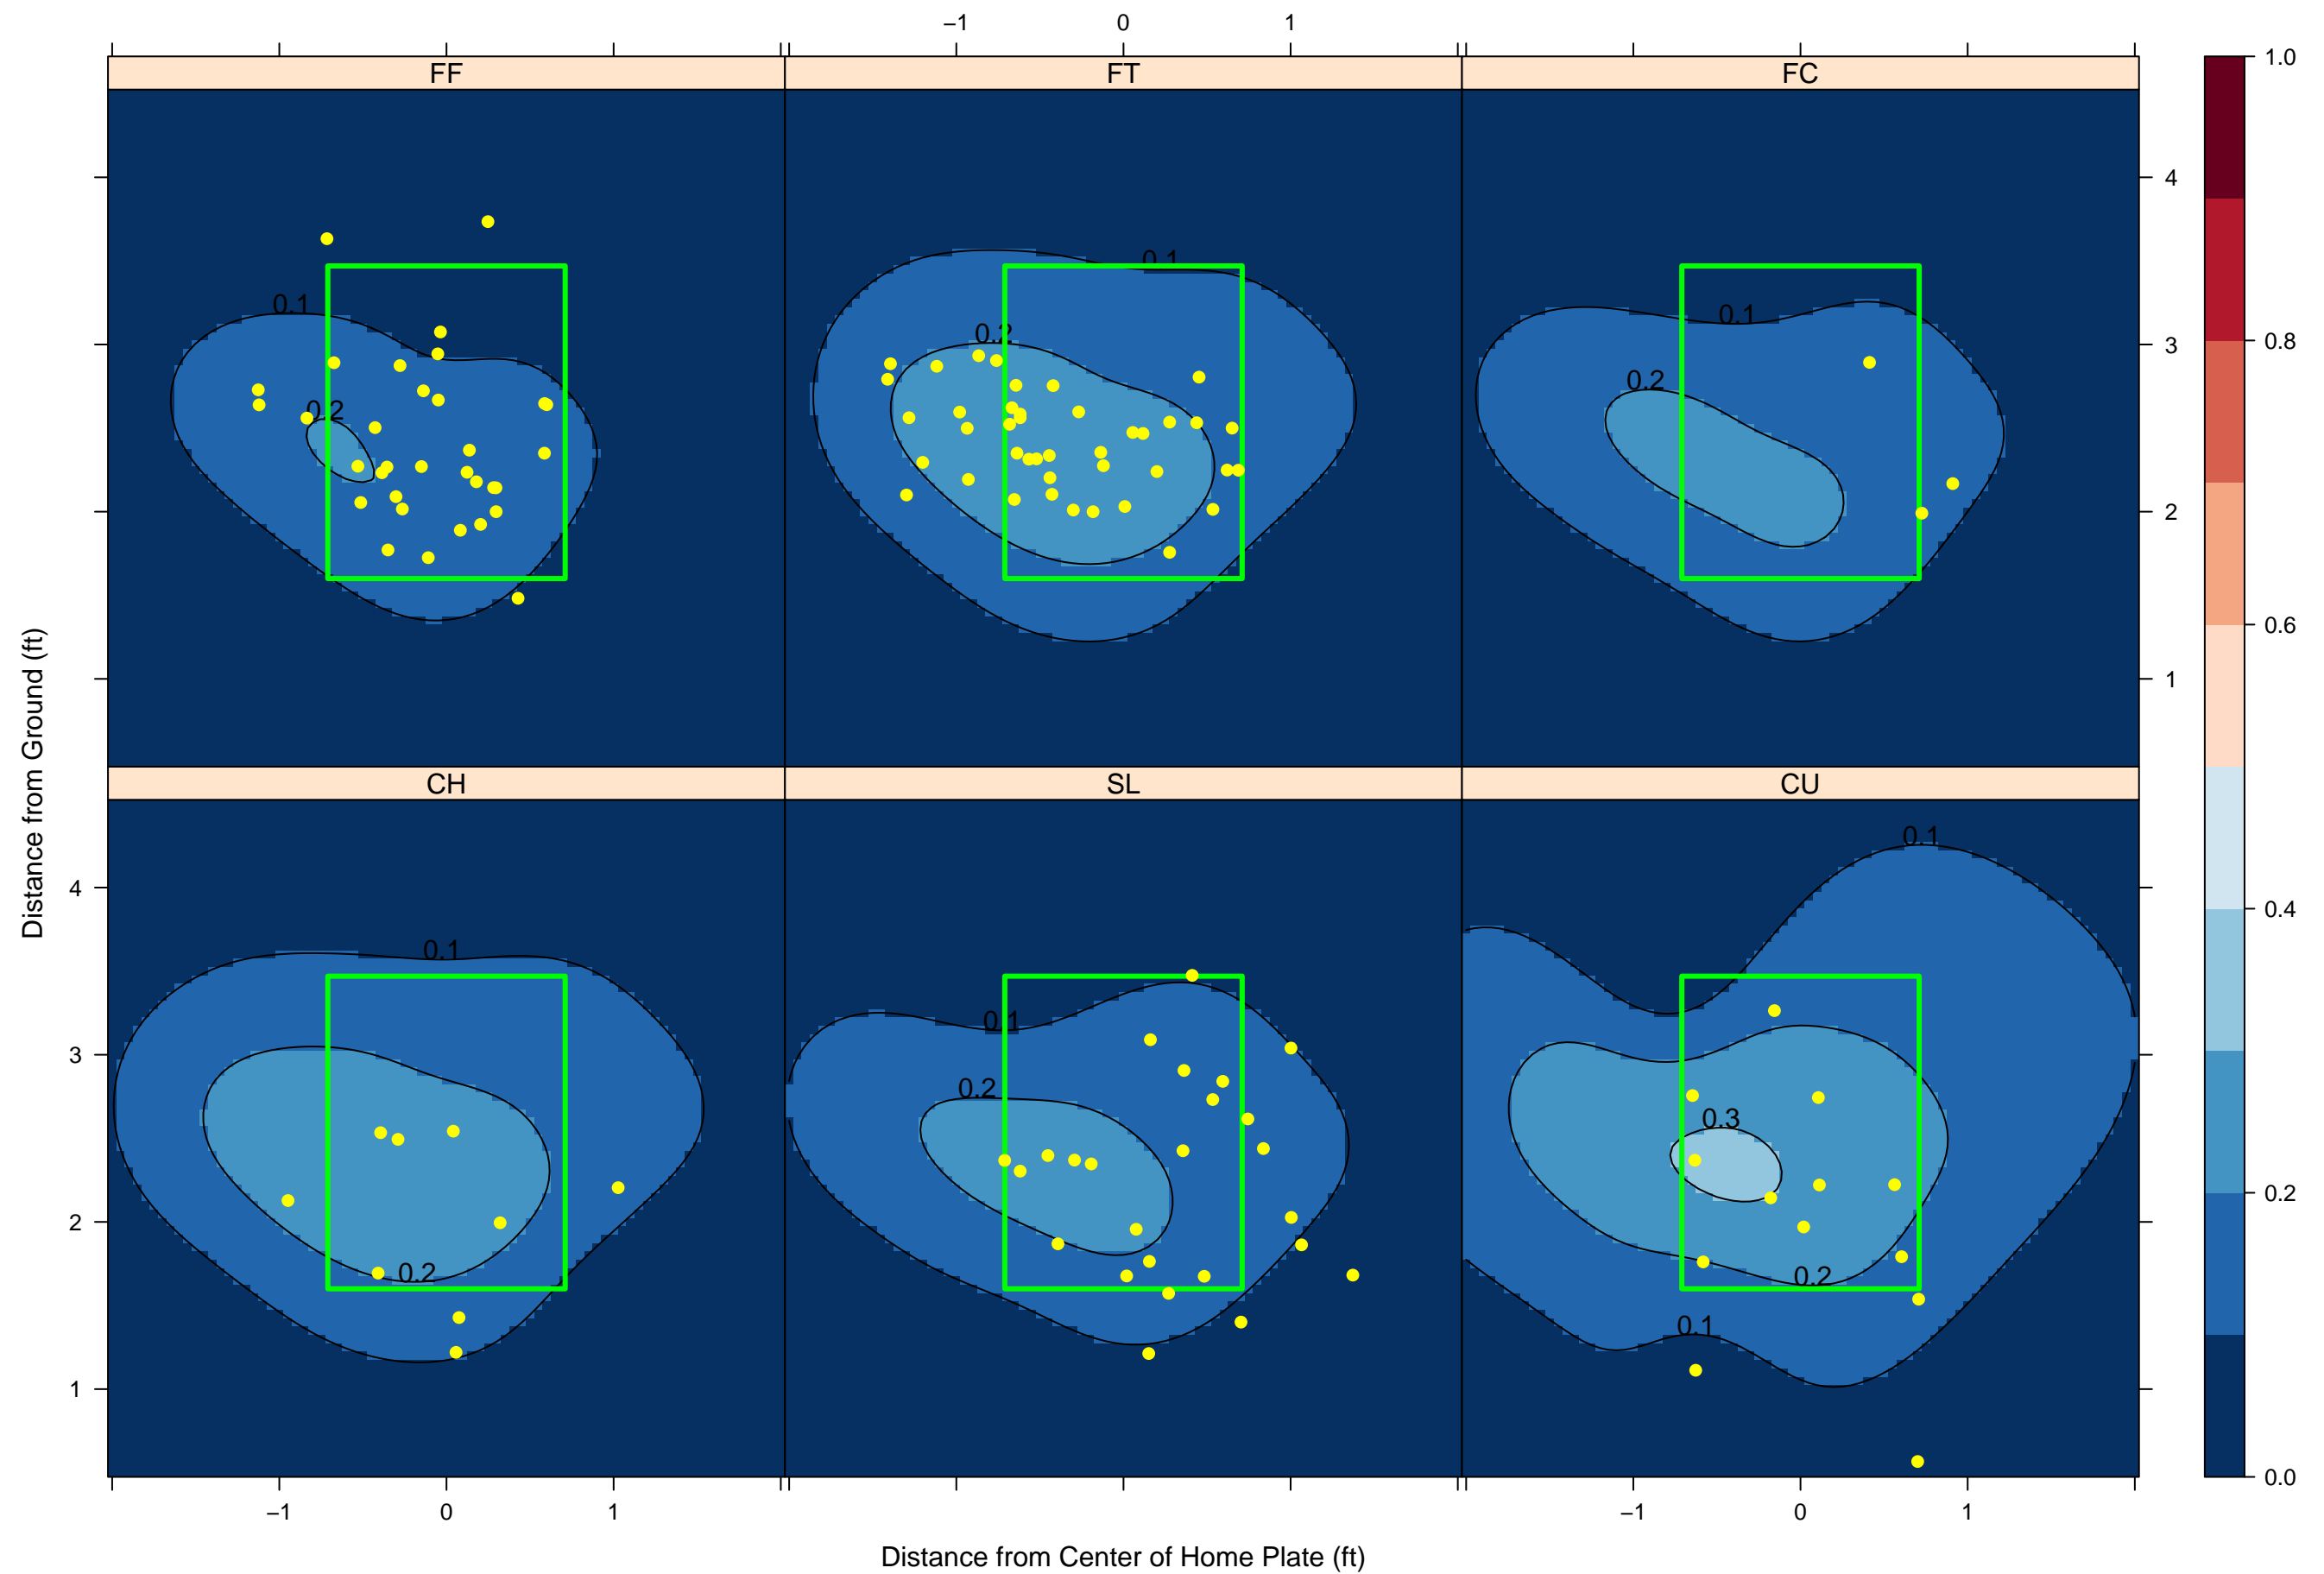 −1 0 1
FF FT FC
1.0
0.1 0.1 0.1
0.2 0.2 0.2
4
3
2
1
0.8
0.6
0.4
0.2
0.0
Distance from Ground (ft)
CH SL CU
4
3
2
1
0.1 0.1 0.1
0.2 0.3
0.2 0.2
0.1
−1 0 1 −1 0 1
Distance from Center of Home Plate (ft)